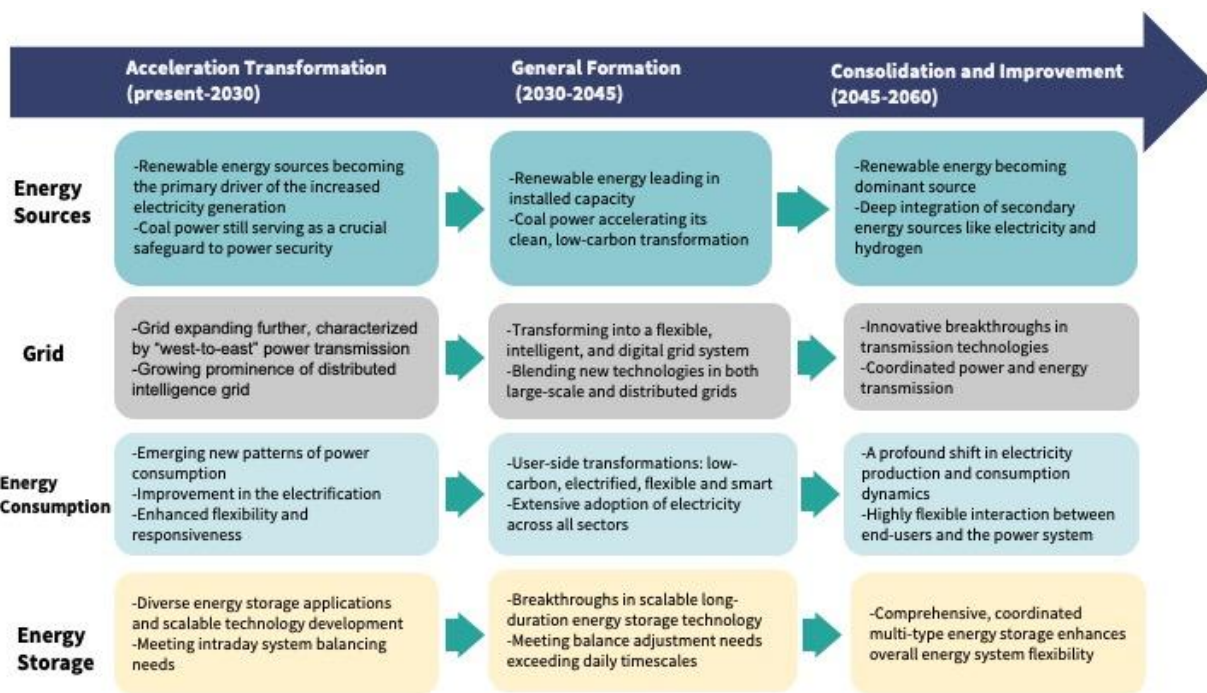 Acceleration Transformation
(present-2030)
General Formation
(2030-2045)
Consolidation and Improvement
(2045-2060)
Energy
Sources
-Renewable energy sources becoming
the primary driver of the increased
electricity generation
-Coal power still serving as a crucial
safeguard to power security
-Renewable energy leading in
installed capacity
-Coal power accelerating its
clean, low-carbon transformation
-Renewable energy becoming
dominant source
-Deep integration of secondary
energy sources like electricity and
hydrogen
Grid
-Grid expanding further, characterized
by "west-to-east" power transmission
-Growing prominence of distributed
intelligence grid
-Transforming into a flexible,
intelligent, and digital grid system
-Blending new technologies in both
large-scale and distributed grids
-Innovative breakthroughs in
transmission technologies
-Coordinated power and energy
transmission
Energy
Consumption
-Emerging new patterns of power
consumption
-Improvement in the electrification
-Enhanced flexibility and
responsiveness
-User-side transformations: low-
carbon, electrified, flexible and smart
-Extensive adoption of electricity
across all sectors
-A profound shift in electricity
production and consumption
dynamics
-Highly flexible interaction between
end-users and the power system
Energy
Storage
-Diverse energy storage applications
and scalable technology development
-Meeting intraday system balancing
needs
-Breakthroughs in scalable long-
duration energy storage technology
-Meeting balance adjustment needs
exceeding daily timescales
-Comprehensive, coordinated
multi-type energy storage enhances
overall energy system flexibility